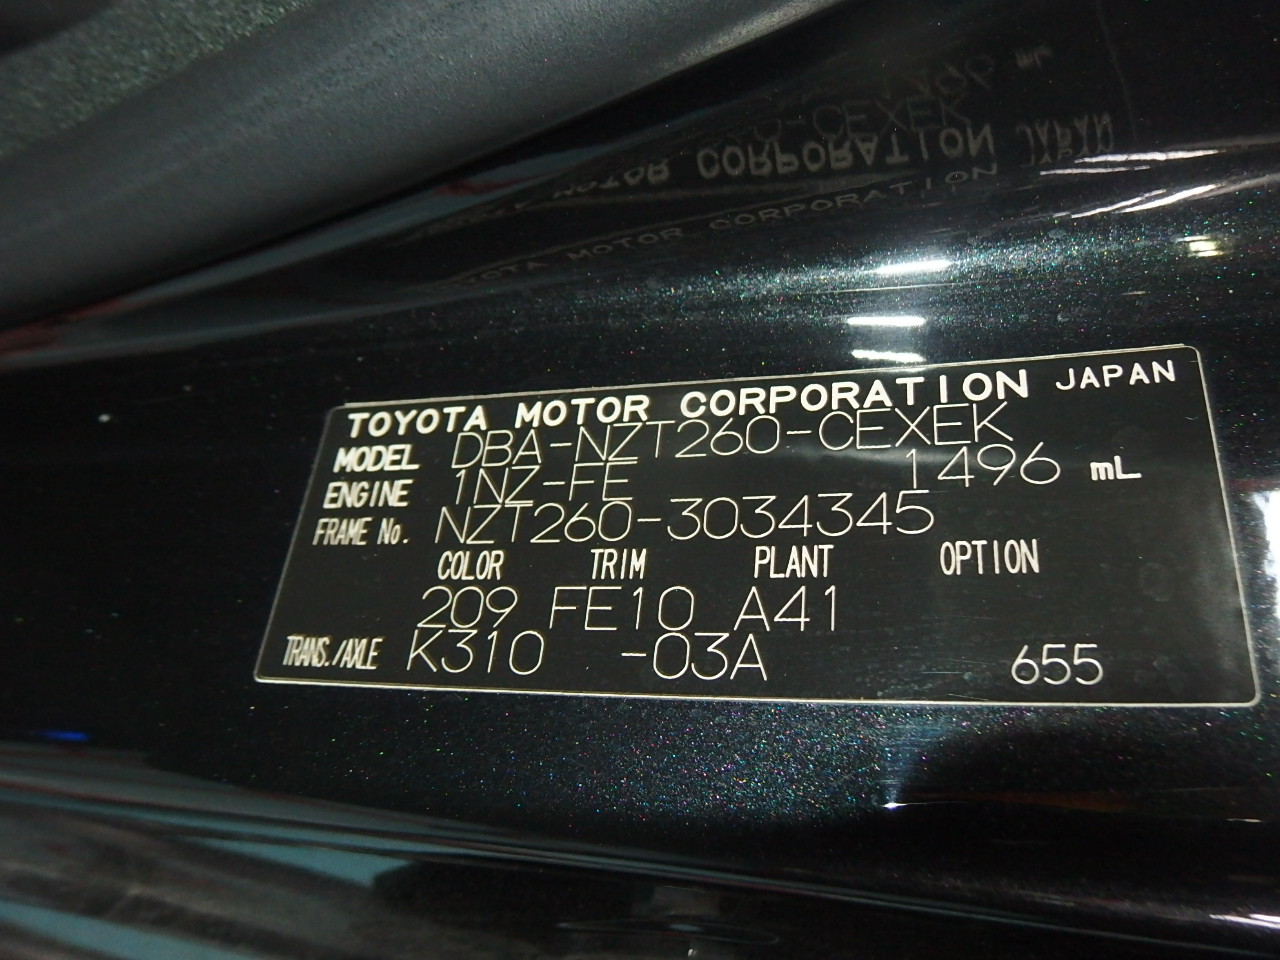 TOYOTA MOTOR CORPORATION JAPAN
MODEL DBA-NZT260-CEXEK
ENGINE 1NZ-FE 1496 mL
FRAME No. NZT260-3034345
COLOR TRIM PLANT OPTION
209 FE10 A41
TRANS./AXLE K310 -03A 655